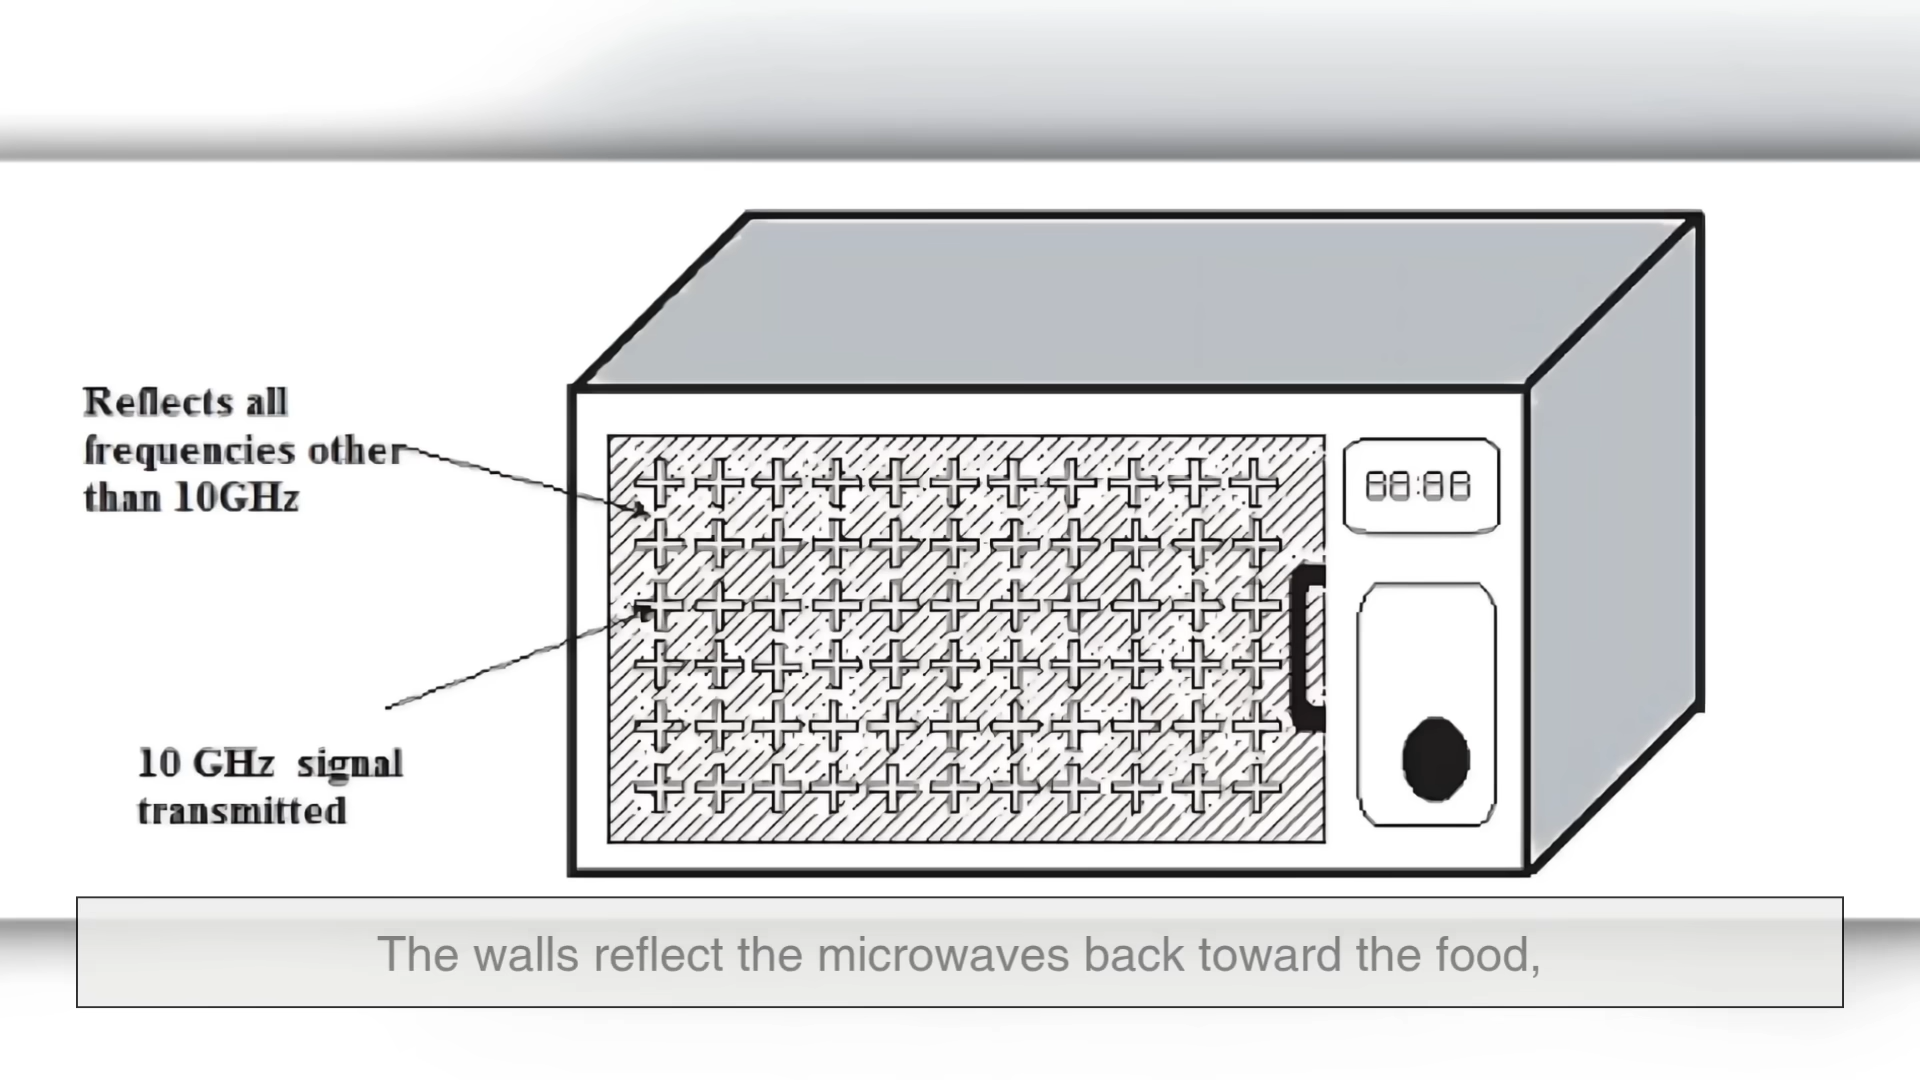 Reflects all
frequencies other
than 10GHz
88:88
10 GHz signal
transmitted
The walls reflect the microwaves back toward the food,